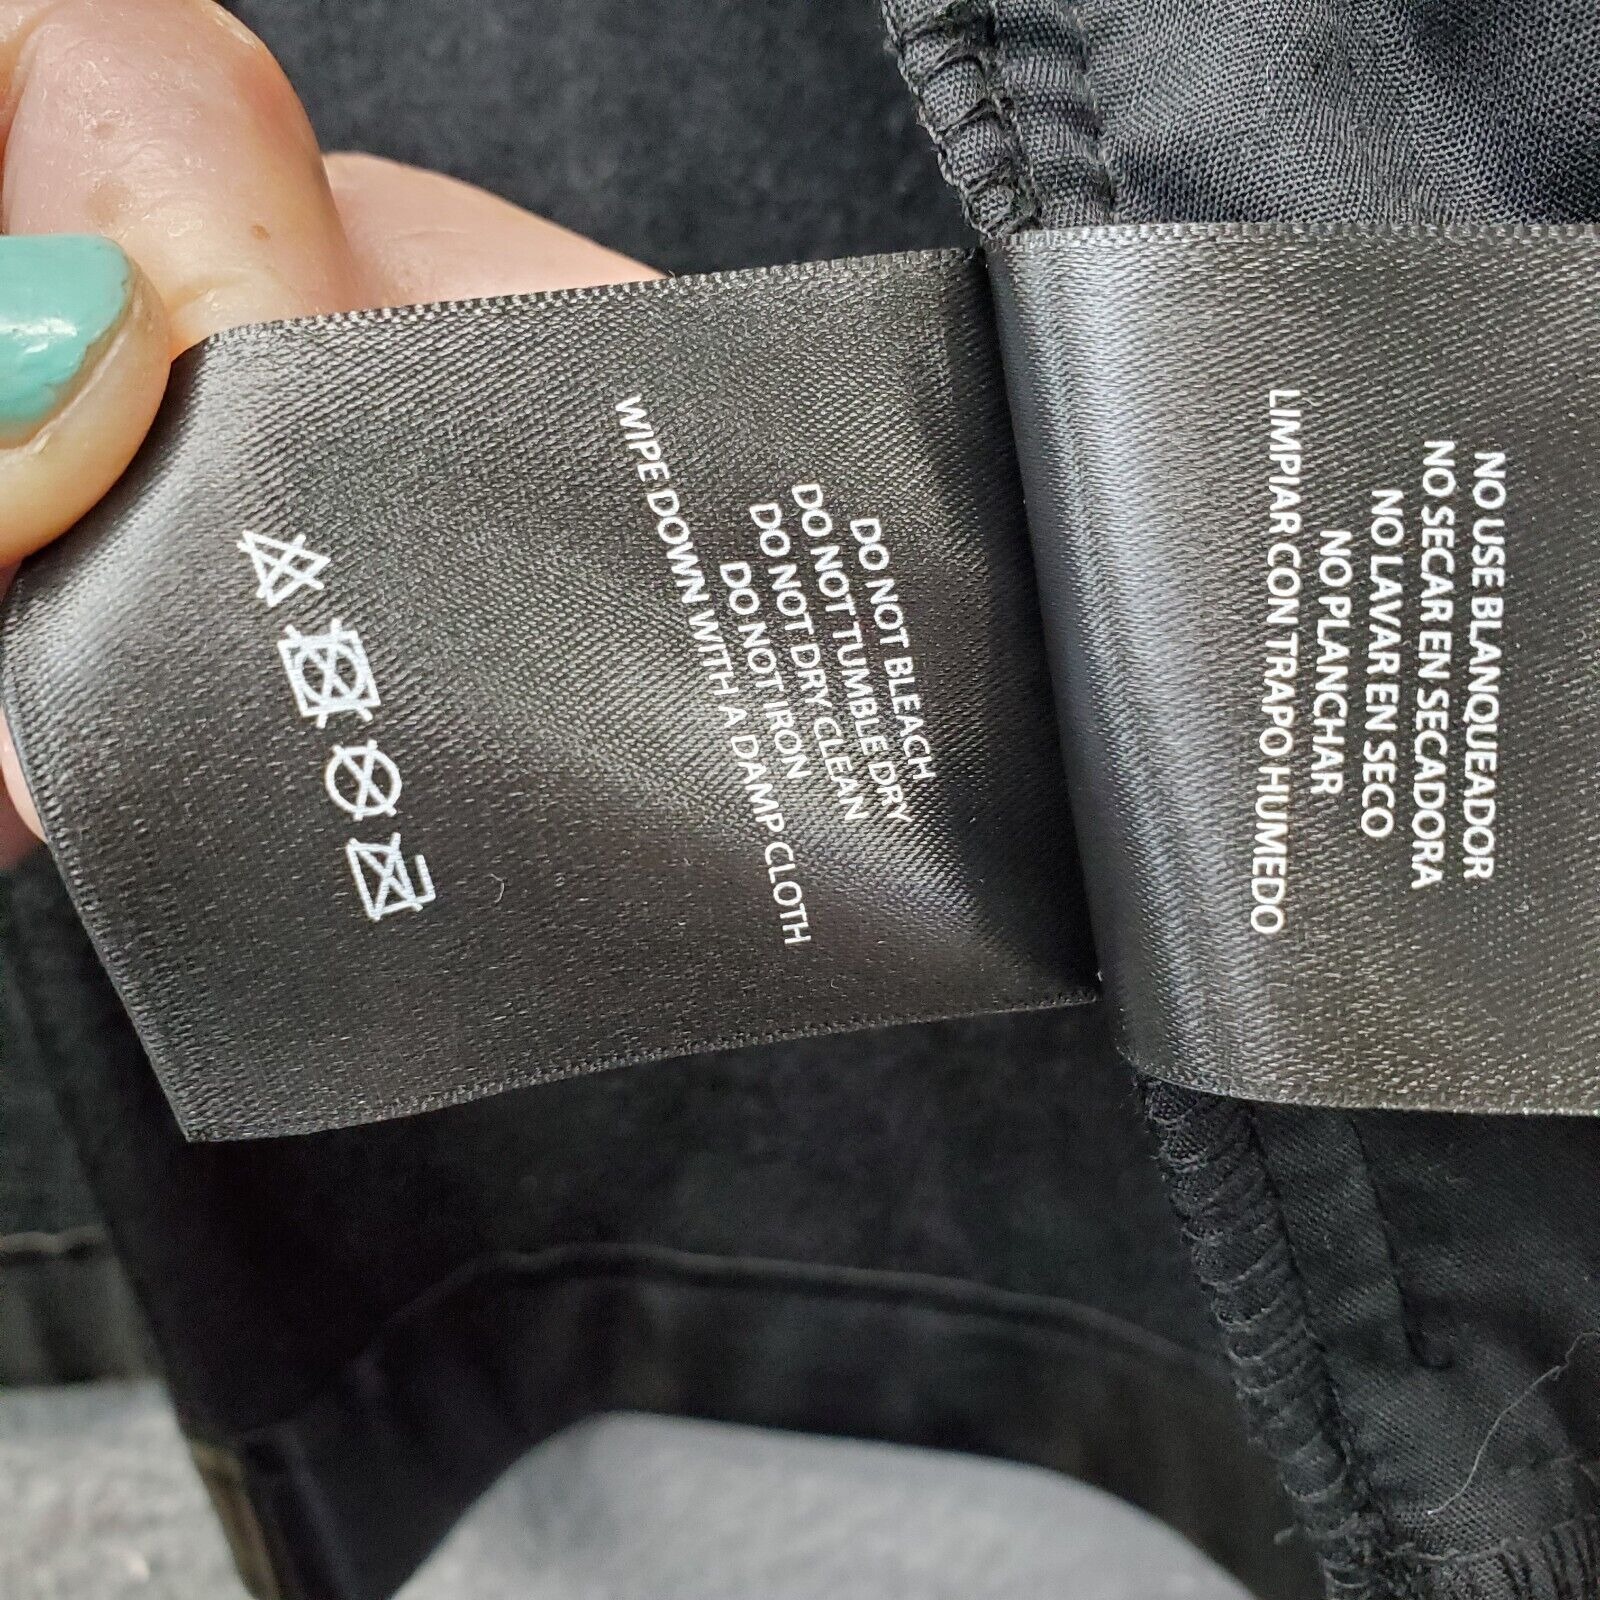 DO NOT BLEACH
DO NOT TUMBLE DRY
DO NOT DRY CLEAN
DO NOT IRON
WIPE DOWN WITH A DAMP CLOTH
NO USE BLANQUEADOR
NO SECAR EN SECADORA
NO LAVAR EN SECO
NO PLANCHAR
LIMPIAR CON TRAPO HUMEDO